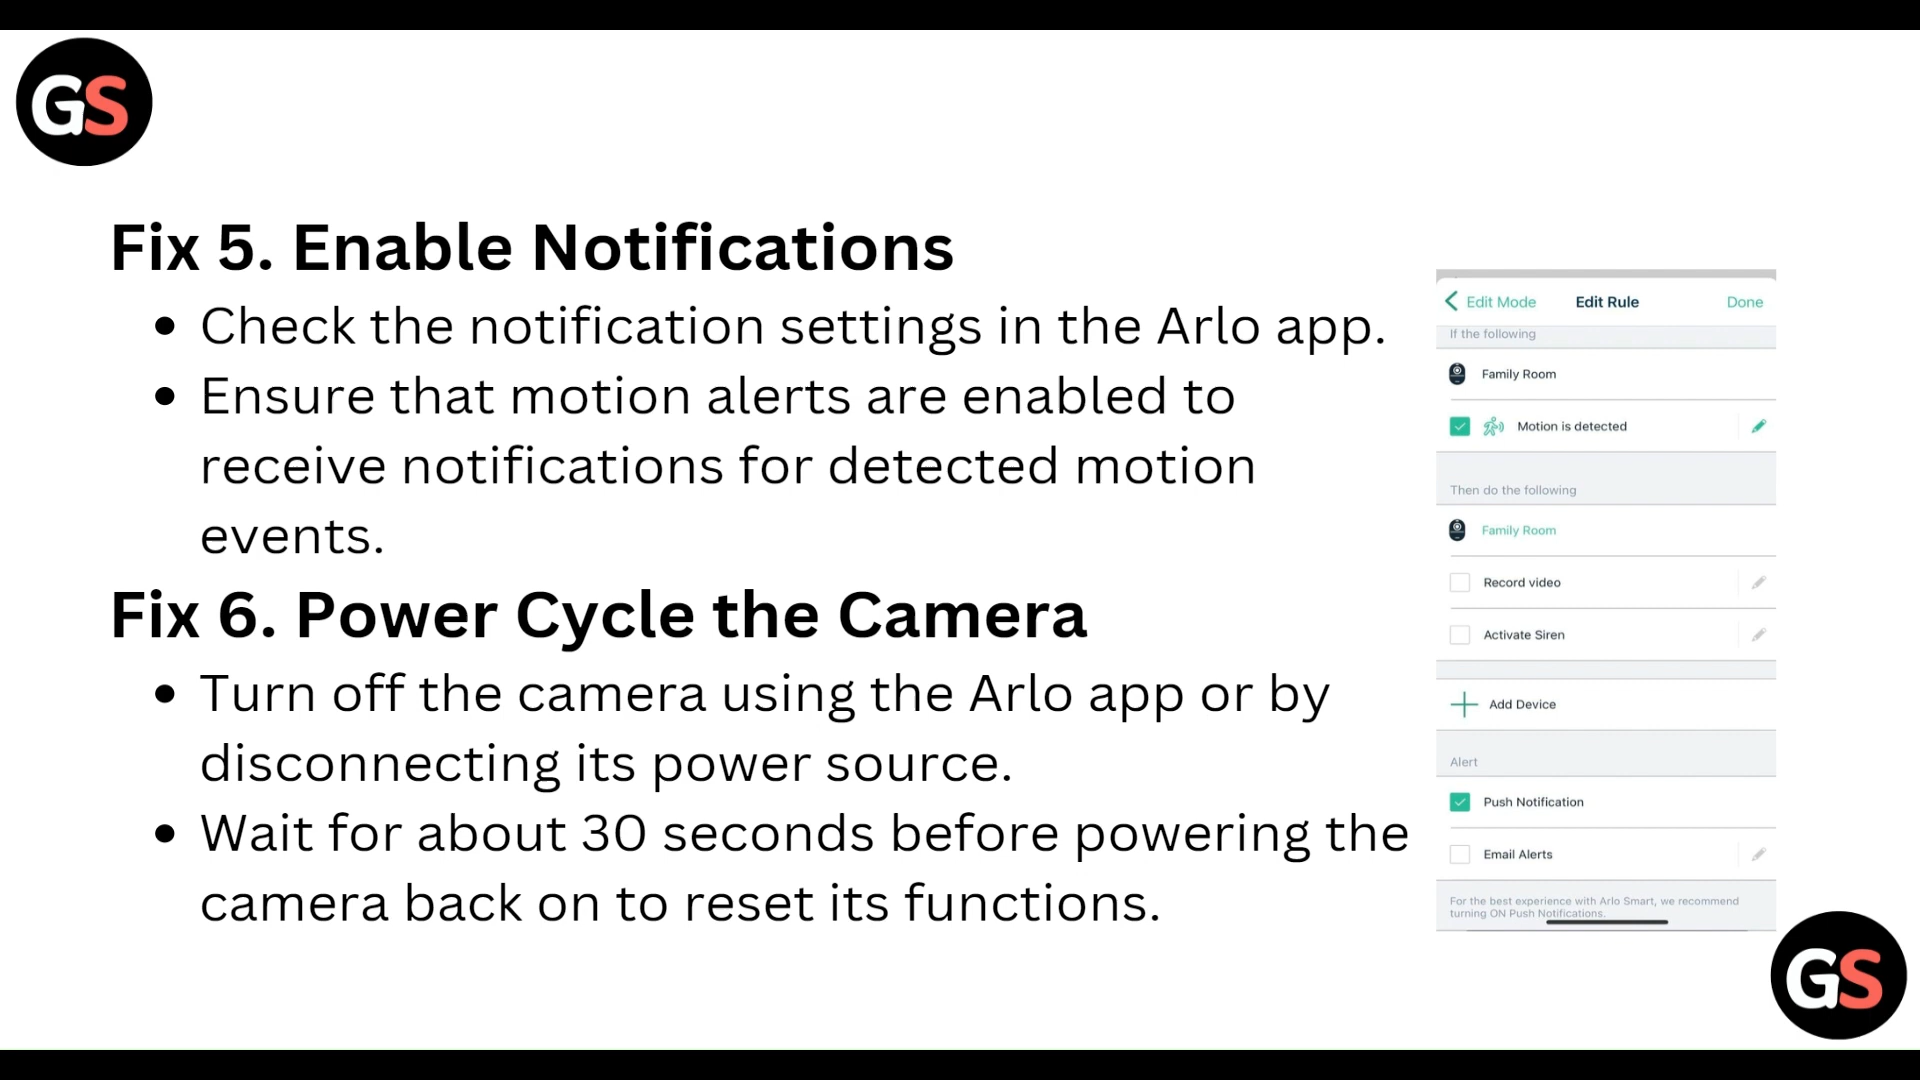 GS
Fix 5. Enable Notifications
• Check the notification settings in the Arlo app.
• Ensure that motion alerts are enabled to
receive notifications for detected motion
events.
Fix 6. Power Cycle the Camera
• Turn off the camera using the Arlo app or by
disconnecting its power source.
• Wait for about 30 seconds before powering the
camera back on to reset its functions.
Edit Mode Edit Rule Done
If the following
Family Room
Motion is detected
Then do the following
Family Room
Record video
Activate Siren
Add Device
Alert
Push Notification
Email Alerts
For the best experience with Arlo Smart, we recommend
turning ON Push Notifications.
GS